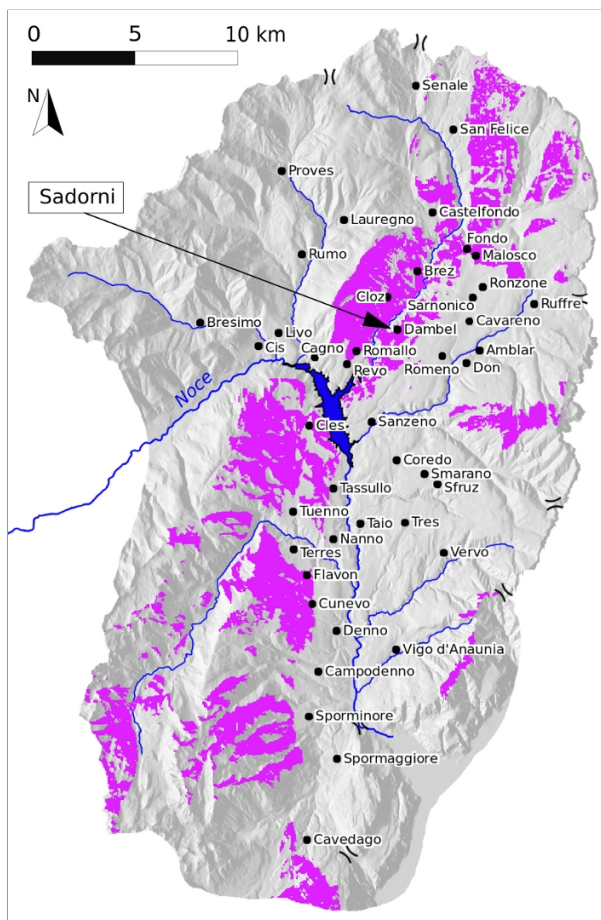 0 5 10 km
N
Senale
San Felice
Proves
Sadorni
Castelfondo
Lauregno
Fondo
Rumo
Malosco
Brez
Ronzone
Cloz
Sarnonico
Ruffre
Bresimo
Cavareno
Dambel
Livo
Cis
Cagno
Romallo
Amblar
Revo
Romeno
Don
Noce
Sanzeno
Cles
Coredo
Smarano
Sfruz
Tassullo
Tuenno
Taio
Tres
Nanno
Terres
Vervo
Flavon
Cunevo
Denno
Vigo d'Anaunia
Campodenno
Sporminore
Spormaggiore
Cavedago